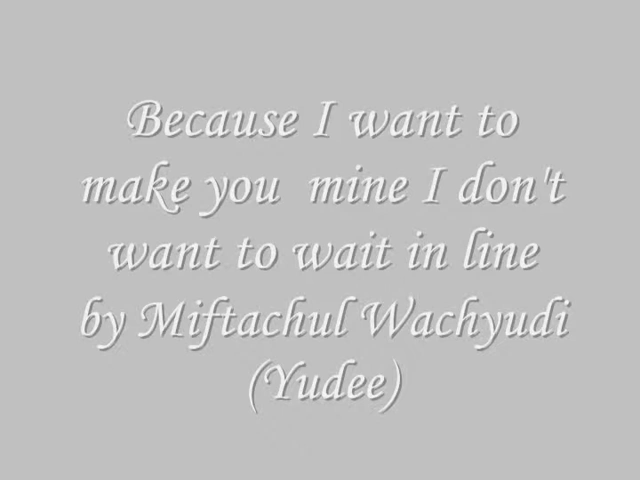 Because I want to
make you  mine I don't
want to wait in line
by Miftachul Wachyudi
(Yudee)